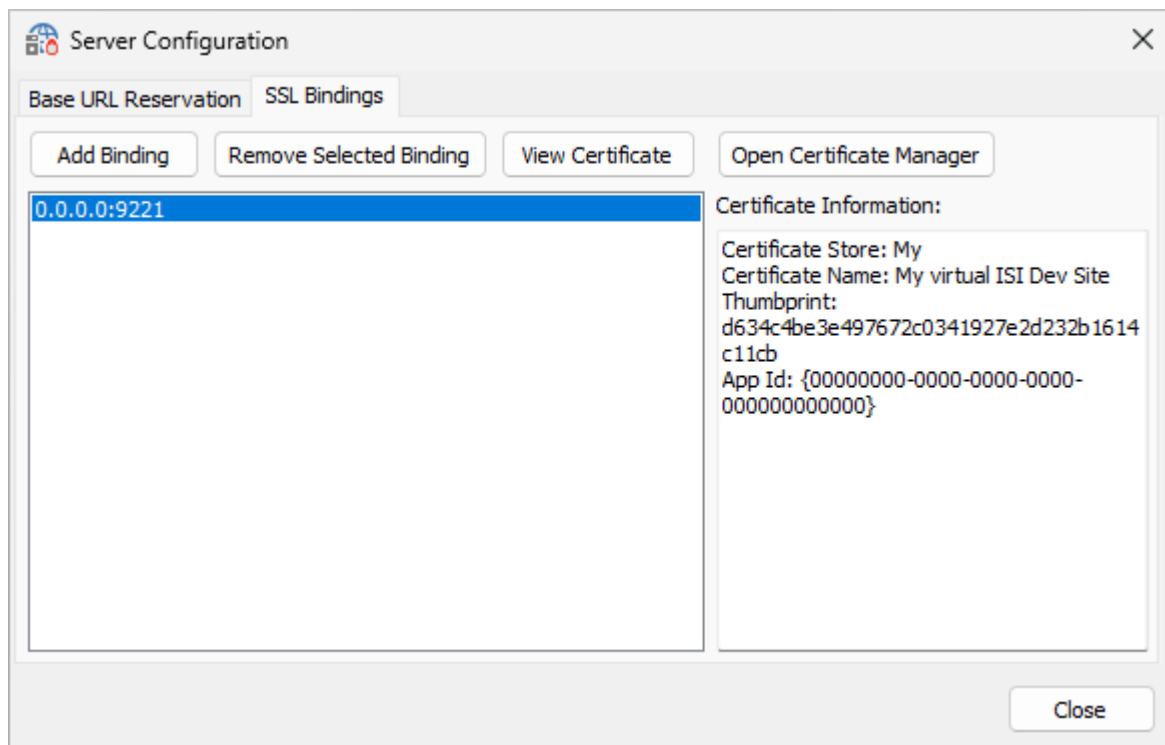 Server Configuration
Base URL Reservation
SSL Bindings
Add Binding
Remove Selected Binding
View Certificate
Open Certificate Manager
0.0.0.0:9221
Certificate Information:
Certificate Store: My
Certificate Name: My virtual ISI Dev Site
Thumbprint:
d634c4be3e497672c0341927e2d232b1614
c11cb
App Id: {00000000-0000-0000-0000-
000000000000}
Close